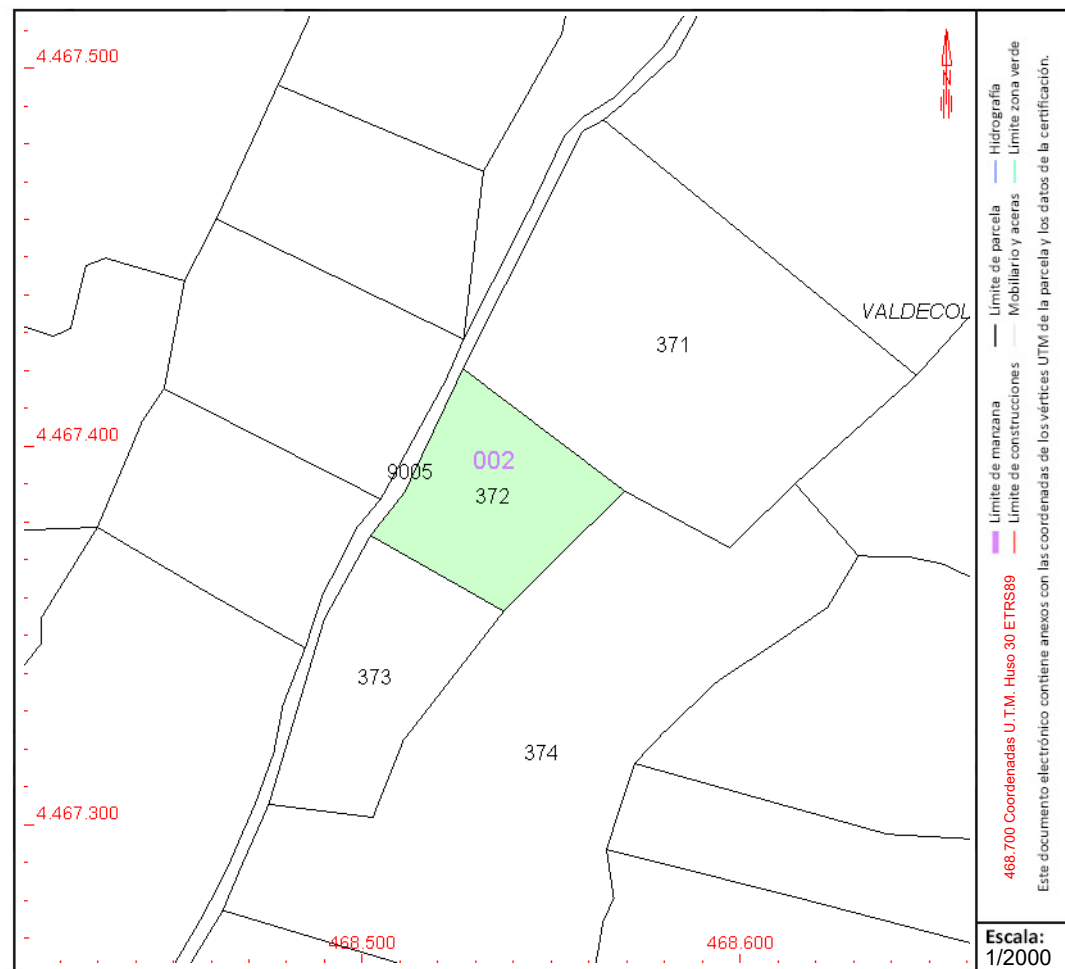 4.467.500
VALDECOL
371
4.467.400
002
9005
372
373
374
4.467.300
468.500
468.600
N
Límite de manzana
Límite de parcela
Hidrografía
Límite de construcciones
Mobiliario y aceras
Límite zona verde
468.700 Coordenadas U.T.M. Huso 30 ETRS89
Este documento electrónico contiene anexos con las coordenadas de los vértices UTM de la parcela y los datos de la certificación.
Escala:
1/2000